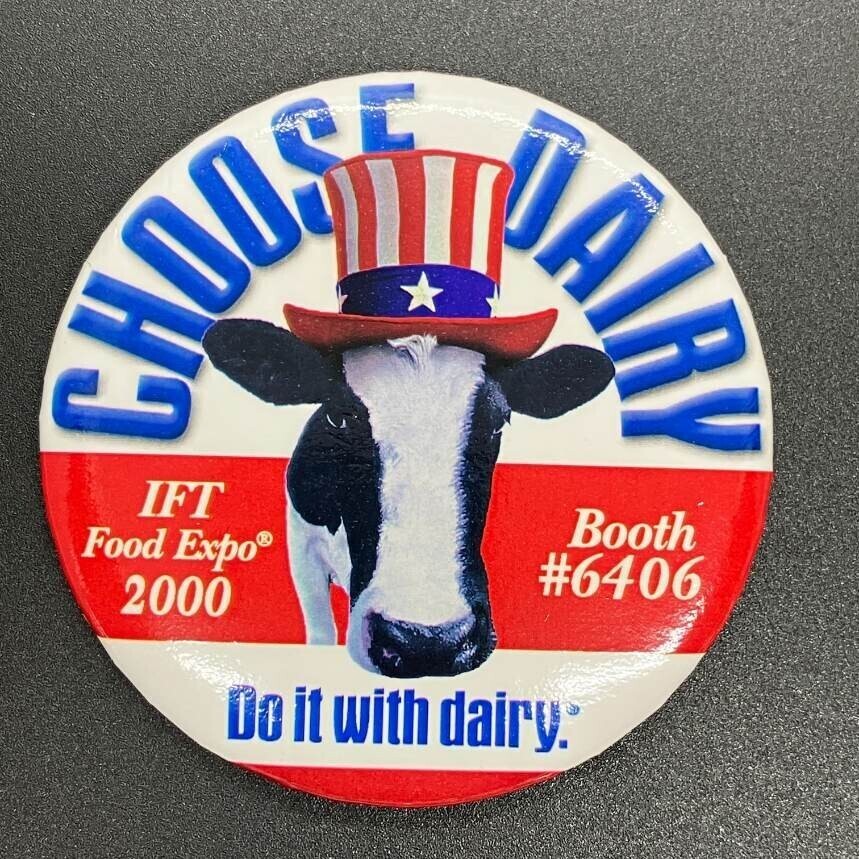 CHOOSE DAIRY
IFT
Food Expo®
2000
Booth
#6406
Do it with dairy.®